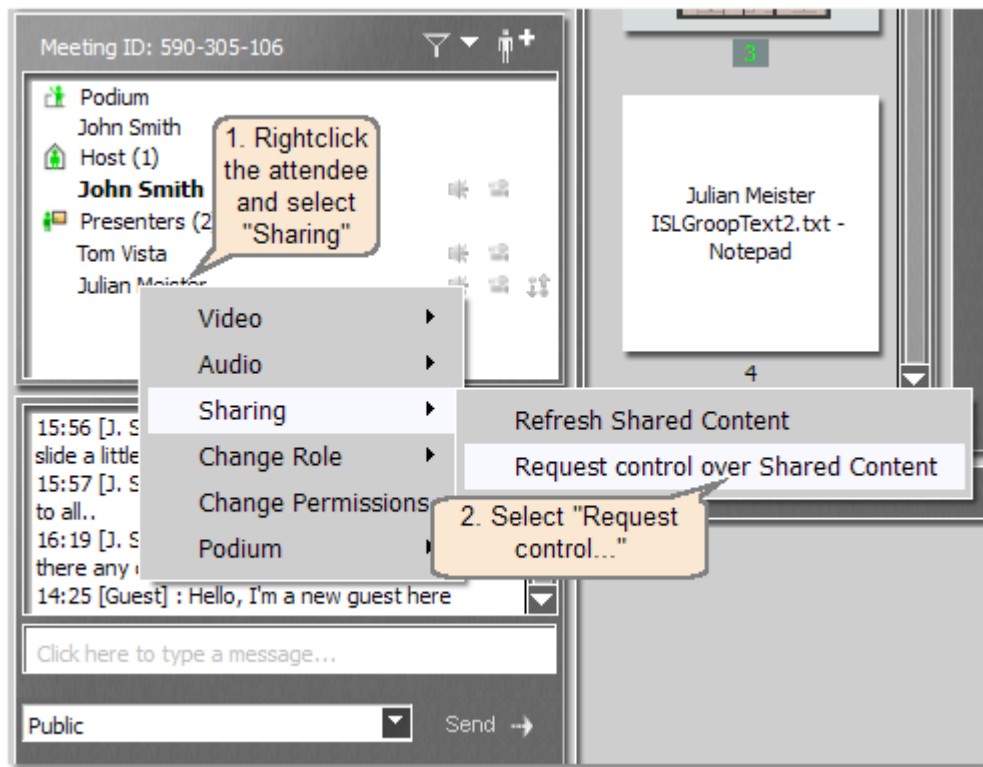 Meeting ID: 590-305-106
Podium
John Smith
Host (1)
John Smith
Presenters (2
Tom Vista
Julian Meister
1. Rightclick
the attendee
and select
"Sharing"
Video
Audio
Sharing
Change Role
Change Permissions
Podium
Refresh Shared Content
Request control over Shared Content
2. Select "Request
control..."
3
Julian Meister
ISLGroopText2.txt -
Notepad
4
15:56 [J. S
slide a little
15:57 [J. S
to all..
16:19 [J. S
there any
14:25 [Guest] : Hello, I'm a new guest here
Click here to type a message...
Public
Send